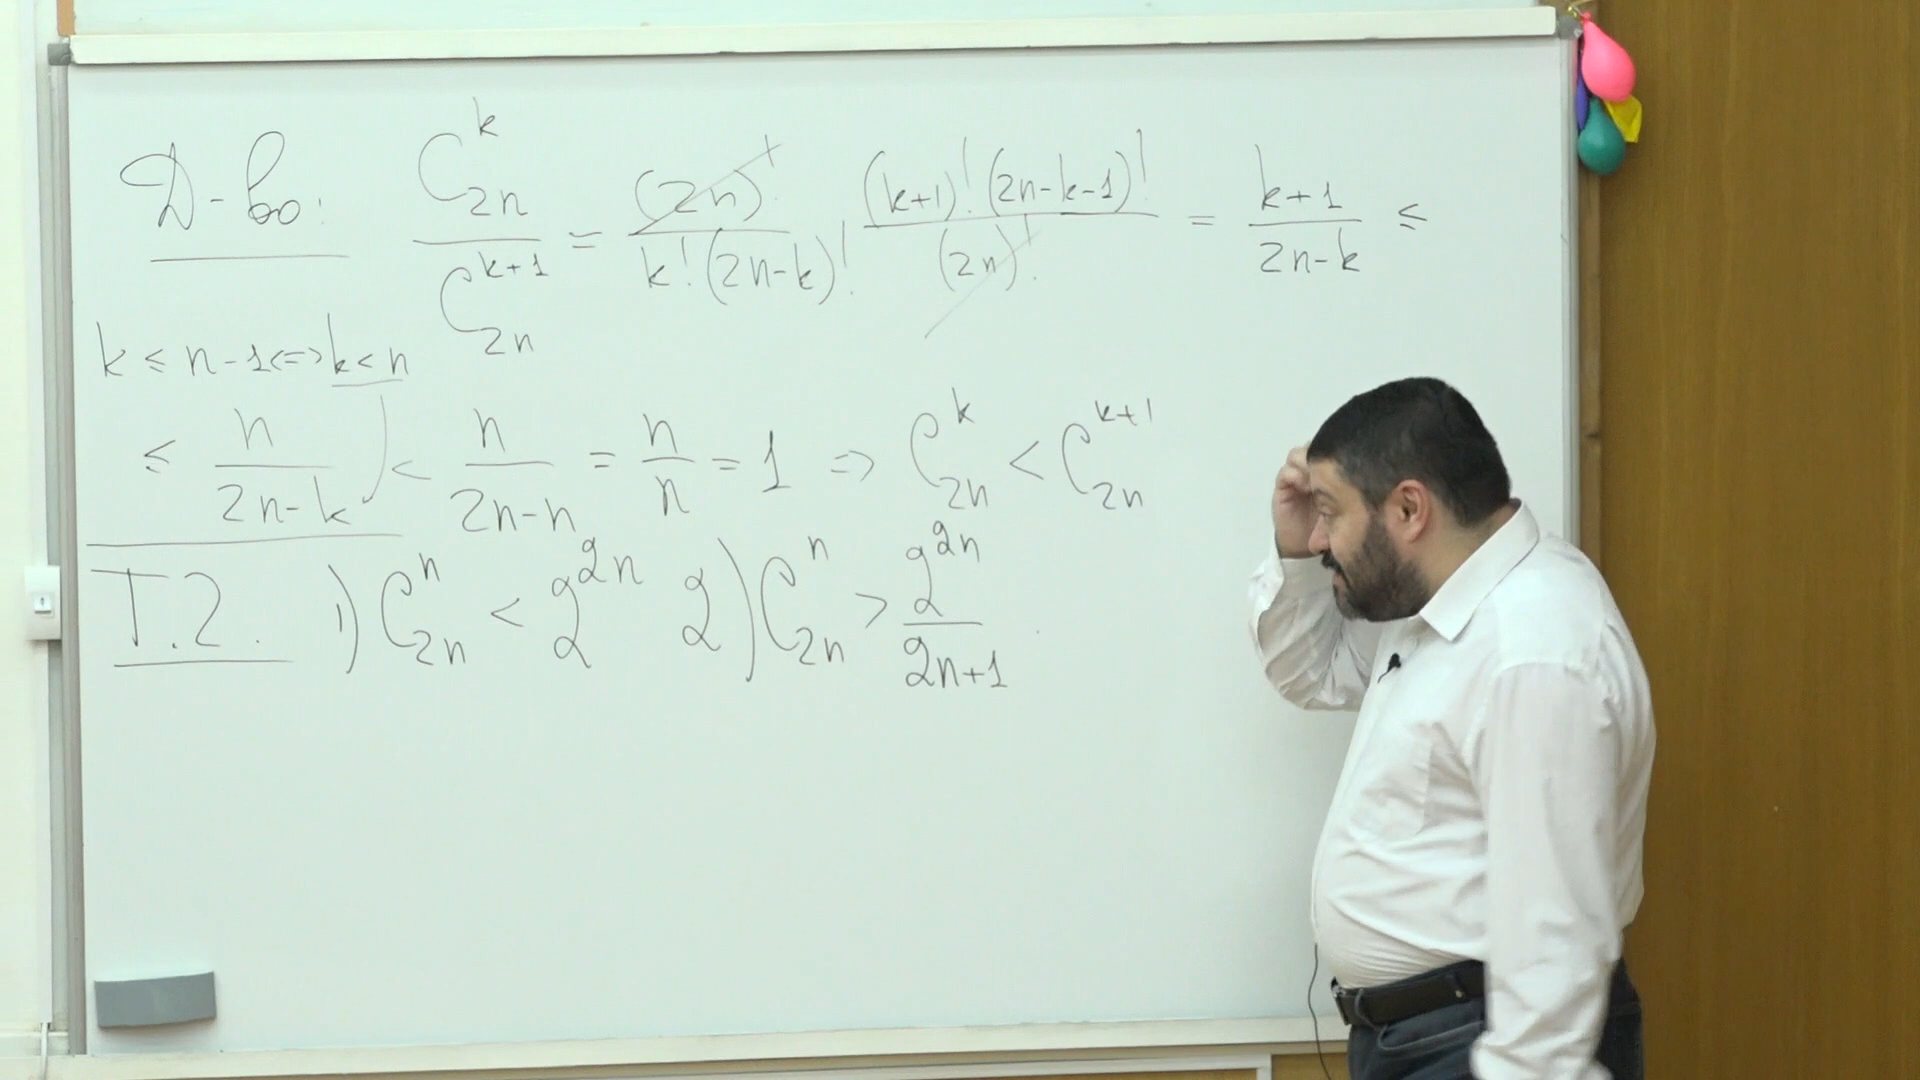 Д-во: C_{2n}^{k} / C_{2n}^{k+1} = (2n)! / k!(2n-k)! (k+1)!(2n-k-1)! / (2n)! = k+1 / 2n-k ≤
k ≤ n-1 <=> k < n
≤ n / 2n-k < n / 2n-n = n / n = 1 => C_{2n}^{k} < C_{2n}^{k+1}
Т.2. 1) C_{2n}^{n} < 2^{2n} 2) C_{2n}^{n} > 2^{2n} / 2n+1